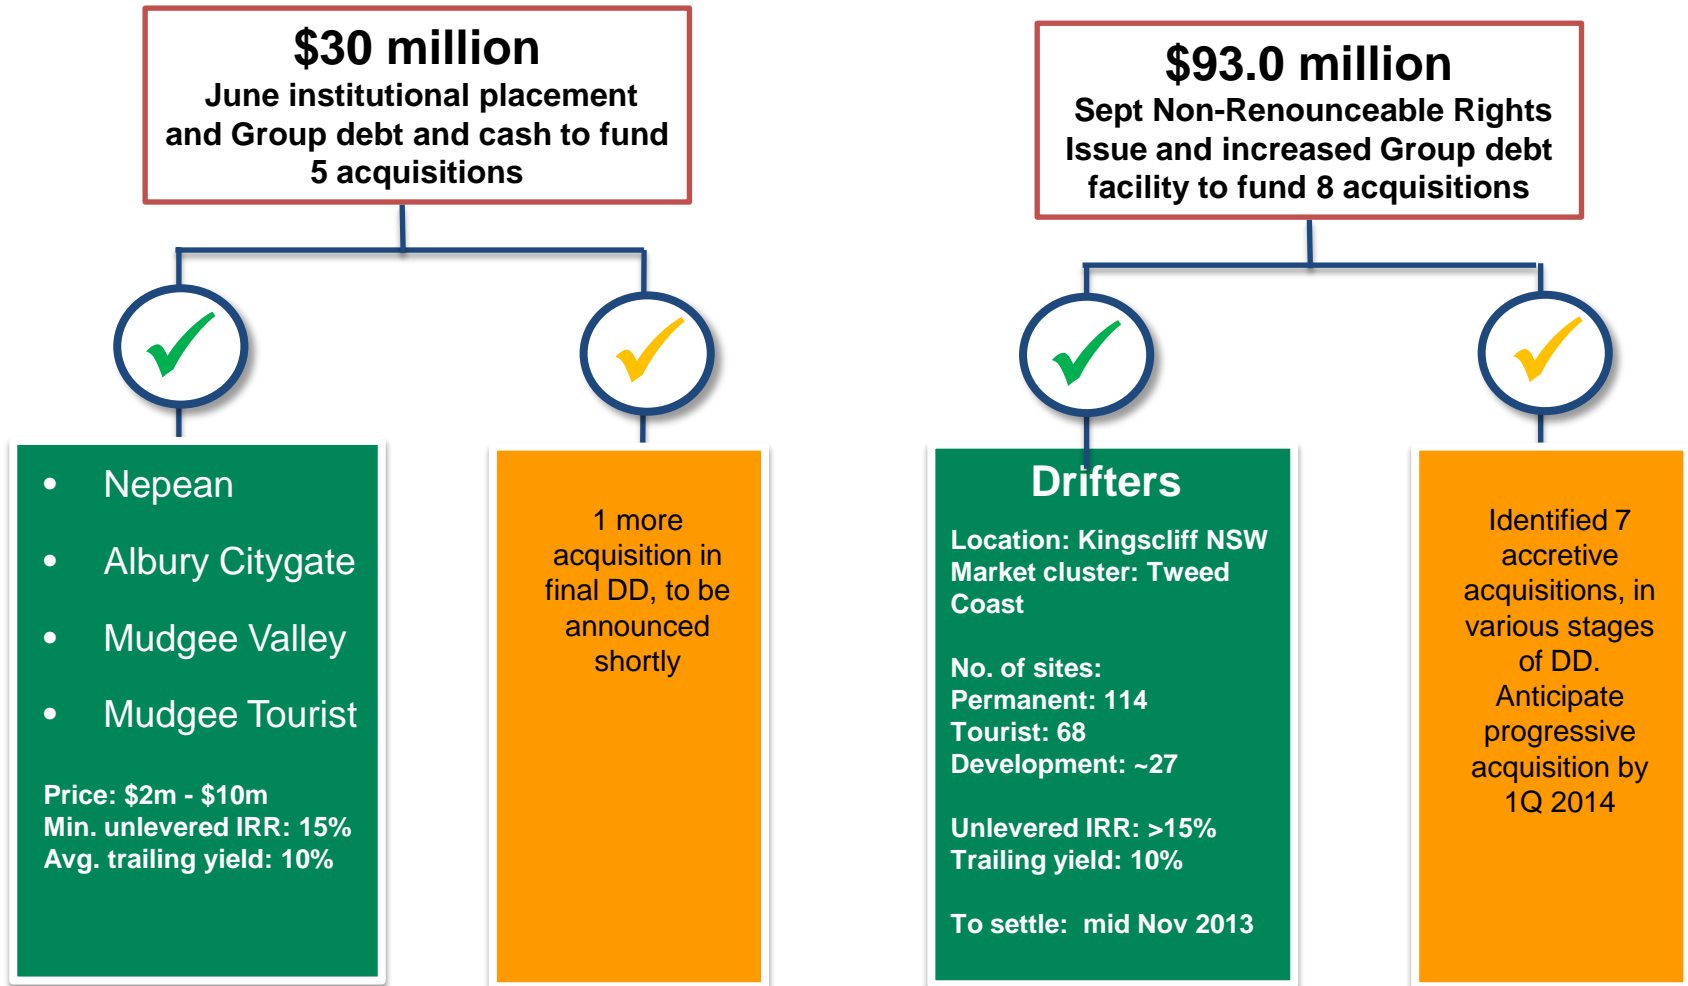 $30 million
June institutional placement
and Group debt and cash to fund
5 acquisitions
$93.0 million
Sept Non-Renounceable Rights
Issue and increased Group debt
facility to fund 8 acquisitions
• Nepean
• Albury Citygate
• Mudgee Valley
• Mudgee Tourist
Price: $2m - $10m
Min. unlevered IRR: 15%
Avg. trailing yield: 10%
1 more
acquisition in
final DD, to be
announced
shortly
Drifters
Location: Kingscliff NSW
Market cluster: Tweed
Coast
No. of sites:
Permanent: 114
Tourist: 68
Development: ~27
Unlevered IRR: >15%
Trailing yield: 10%
To settle: mid Nov 2013
Identified 7
accretive
acquisitions, in
various stages
of DD.
Anticipate
progressive
acquisition by
1Q 2014